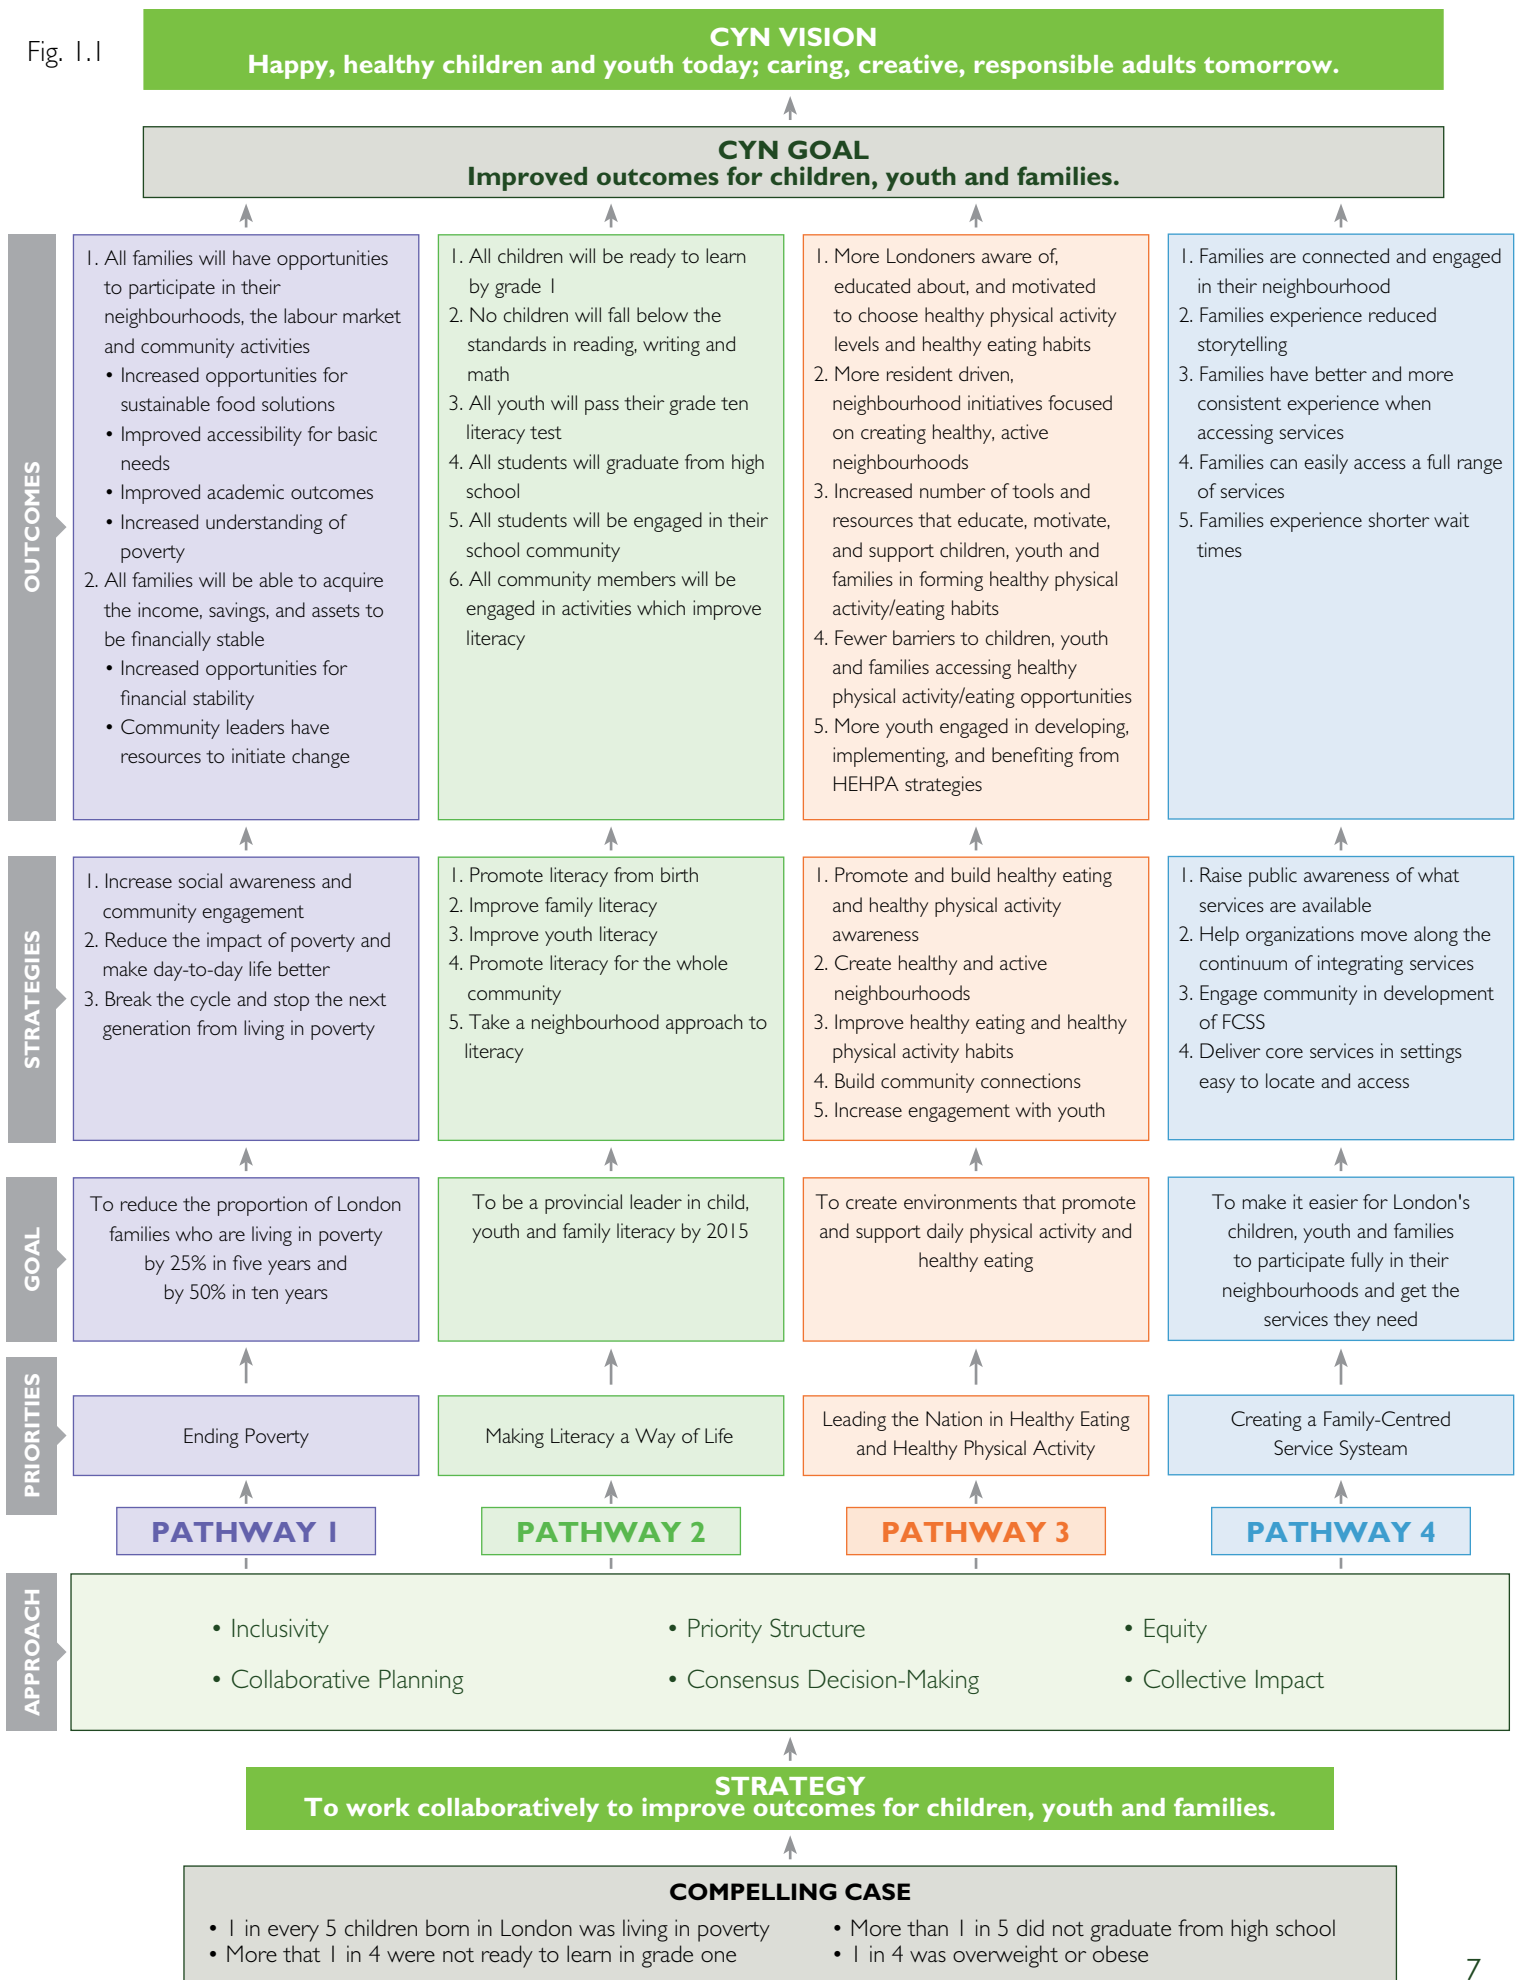 Fig. 1.1
CYN VISION
Happy, healthy children and youth today; caring, creative, responsible adults tomorrow.
CYN GOAL
Improved outcomes for children, youth and families.
OUTCOMES
1. All families will have opportunities
to participate in their
neighbourhoods, the labour market
and community activities
• Increased opportunities for
sustainable food solutions
• Improved accessibility for basic
needs
• Improved academic outcomes
• Increased understanding of
poverty
2. All families will be able to acquire
the income, savings, and assets to
be financially stable
• Increased opportunities for
financial stability
• Community leaders have
resources to initiate change
1. All children will be ready to learn
by grade 1
2. No children will fall below the
standards in reading, writing and
math
3. All youth will pass their grade ten
literacy test
4. All students will graduate from high
school
5. All students will be engaged in their
school community
6. All community members will be
engaged in activities which improve
literacy
1. More Londoners aware of,
educated about, and motivated
to choose healthy physical activity
levels and healthy eating habits
2. More resident driven,
neighbourhood initiatives focused
on creating healthy, active
neighbourhoods
3. Increased number of tools and
resources that educate, motivate,
and support children, youth and
families in forming healthy physical
activity/eating habits
4. Fewer barriers to children, youth
and families accessing healthy
physical activity/eating opportunities
5. More youth engaged in developing,
implementing, and benefiting from
HEHPA strategies
1. Families are connected and engaged
in their neighbourhood
2. Families experience reduced
storytelling
3. Families have better and more
consistent experience when
accessing services
4. Families can easily access a full range
of services
5. Families experience shorter wait
times
STRATEGIES
1. Increase social awareness and
community engagement
2. Reduce the impact of poverty and
make day-to-day life better
3. Break the cycle and stop the next
generation from living in poverty
1. Promote literacy from birth
2. Improve family literacy
3. Improve youth literacy
4. Promote literacy for the whole
community
5. Take a neighbourhood approach to
literacy
1. Promote and build healthy eating
and healthy physical activity
awareness
2. Create healthy and active
neighbourhoods
3. Improve healthy eating and healthy
physical activity habits
4. Build community connections
5. Increase engagement with youth
1. Raise public awareness of what
services are available
2. Help organizations move along the
continuum of integrating services
3. Engage community in development
of FCSS
4. Deliver core services in settings
easy to locate and access
GOAL
To reduce the proportion of London
families who are living in poverty
by 25% in five years and
by 50% in ten years
To be a provincial leader in child,
youth and family literacy by 2015
To create environments that promote
and support daily physical activity and
healthy eating
To make it easier for London's
children, youth and families
to participate fully in their
neighbourhoods and get the
services they need
PRIORITIES
Ending Poverty
Making Literacy a Way of Life
Leading the Nation in Healthy Eating
and Healthy Physical Activity
Creating a Family-Centred
Service Systeam
PATHWAY 1
PATHWAY 2
PATHWAY 3
PATHWAY 4
APPROACH
• Inclusivity
• Priority Structure
• Equity
• Collaborative Planning
• Consensus Decision-Making
• Collective Impact
STRATEGY
To work collaboratively to improve outcomes for children, youth and families.
COMPELLING CASE
• 1 in every 5 children born in London was living in poverty
• More than 1 in 5 did not graduate from high school
• More that 1 in 4 were not ready to learn in grade one
• 1 in 4 was overweight or obese
7